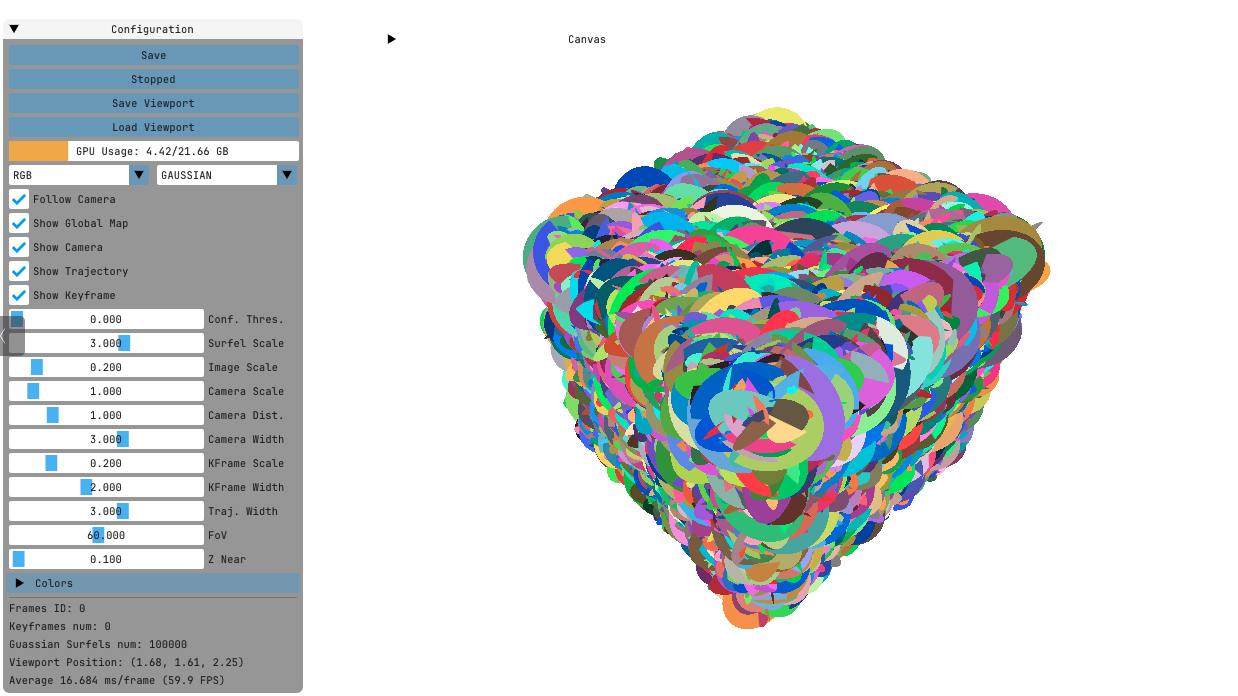 Configuration
Canvas
Save
Stopped
Save Viewport
Load Viewport
GPU Usage: 4.42/21.66 GB
RGB GAUSSIAN
Follow Camera
Show Global Map
Show Camera
Show Trajectory
Show Keyframe
0.000 Conf. Thres.
3.000 Surfel Scale
0.200 Image Scale
1.000 Camera Scale
1.000 Camera Dist.
3.000 Camera Width
0.200 KFrame Scale
2.000 KFrame Width
3.000 Traj. Width
60.000 FoV
0.100 Z Near
Colors
Frames ID: 0
Keyframes num: 0
Guassian Surfels num: 100000
Viewport Position: (1.68, 1.61, 2.25)
Average 16.684 ms/frame (59.9 FPS)